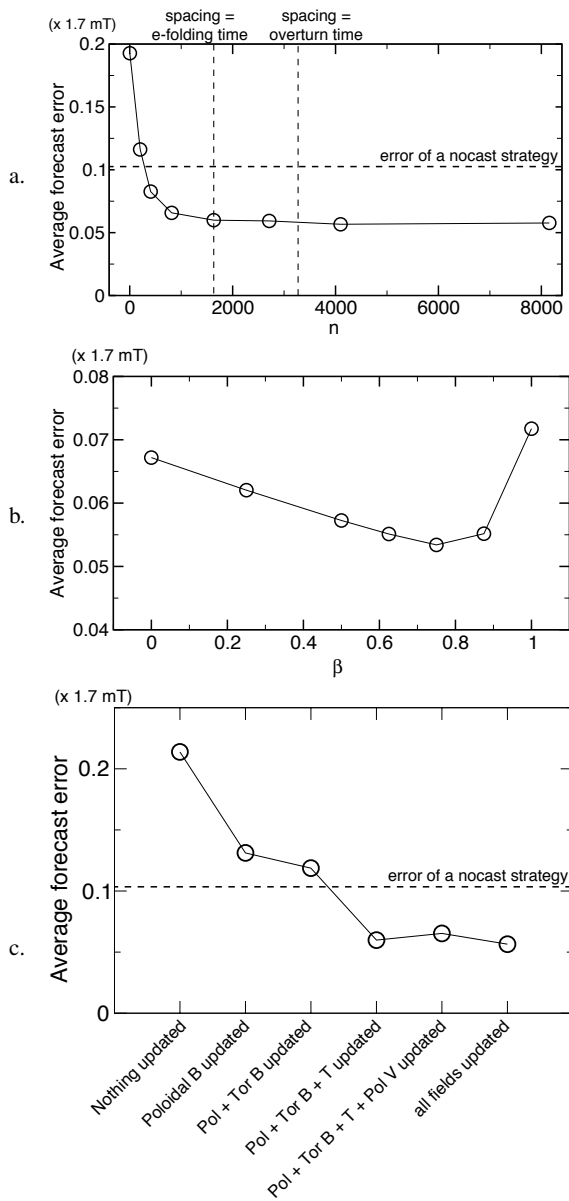 (x 1.7 mT)
spacing =
e-folding time
spacing =
overturn time
0.2
0.15
0.1
0.05
0
error of a nocast strategy
Average forecast error
a.
0
2000
4000
6000
8000
n
(x 1.7 mT)
0.08
0.07
0.06
0.05
0.04
Average forecast error
b.
0
0.2
0.4
0.6
0.8
1
β
(x 1.7 mT)
0.2
0.1
0
error of a nocast strategy
Average forecast error
c.
Nothing updated
Poloidal B updated
Pol + Tor B updated
Pol + Tor B + T updated
Pol + Tor B + T + Pol V updated
all fields updated